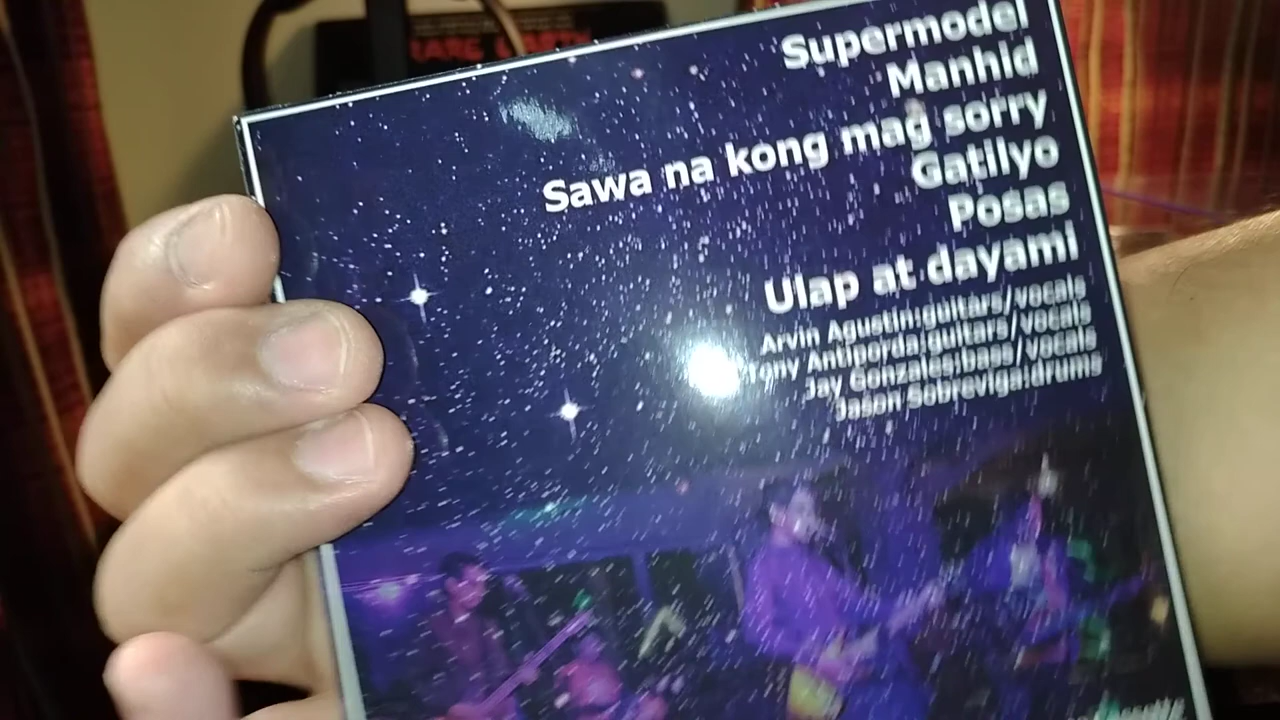 Supermodel
Manhid
Sawa na kong mag sorry
Gatilyo
Posas
Ulap at dayami
Arvin Agustin:guitars/vocals
Tony Antiporda:guitars/vocals
Jay Gonzales:bass/vocals
Jason Sobreviga:drums